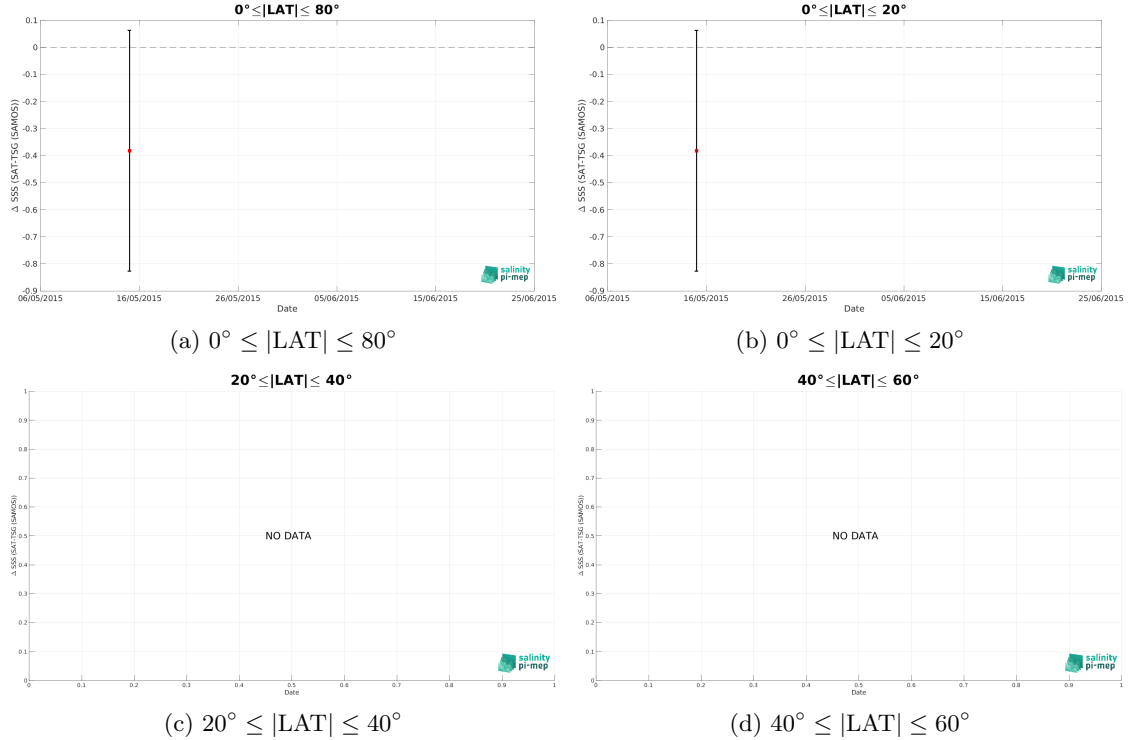 0°≤|LAT|≤ 80°
Δ SSS (SAT-TSG (SAMOS))
0.1
0
-0.1
-0.2
-0.3
-0.4
-0.5
-0.6
-0.7
-0.8
-0.9
06/05/2015 16/05/2015 26/05/2015 05/06/2015 15/06/2015 25/06/2015
Date
salinity
pi-mep
(a) 0° ≤ |LAT| ≤ 80°
0°≤|LAT|≤ 20°
Δ SSS (SAT-TSG (SAMOS))
0.1
0
-0.1
-0.2
-0.3
-0.4
-0.5
-0.6
-0.7
-0.8
-0.9
06/05/2015 16/05/2015 26/05/2015 05/06/2015 15/06/2015 25/06/2015
Date
salinity
pi-mep
(b) 0° ≤ |LAT| ≤ 20°
20°≤|LAT|≤ 40°
Δ SSS (SAT-TSG (SAMOS))
1
0.9
0.8
0.7
0.6
0.5
0.4
0.3
0.2
0.1
0
NO DATA
0 0.1 0.2 0.3 0.4 0.5 0.6 0.7 0.8 0.9 1
Date
salinity
pi-mep
(c) 20° ≤ |LAT| ≤ 40°
40°≤|LAT|≤ 60°
Δ SSS (SAT-TSG (SAMOS))
1
0.9
0.8
0.7
0.6
0.5
0.4
0.3
0.2
0.1
0
NO DATA
0 0.1 0.2 0.3 0.4 0.5 0.6 0.7 0.8 0.9 1
Date
salinity
pi-mep
(d) 40° ≤ |LAT| ≤ 60°